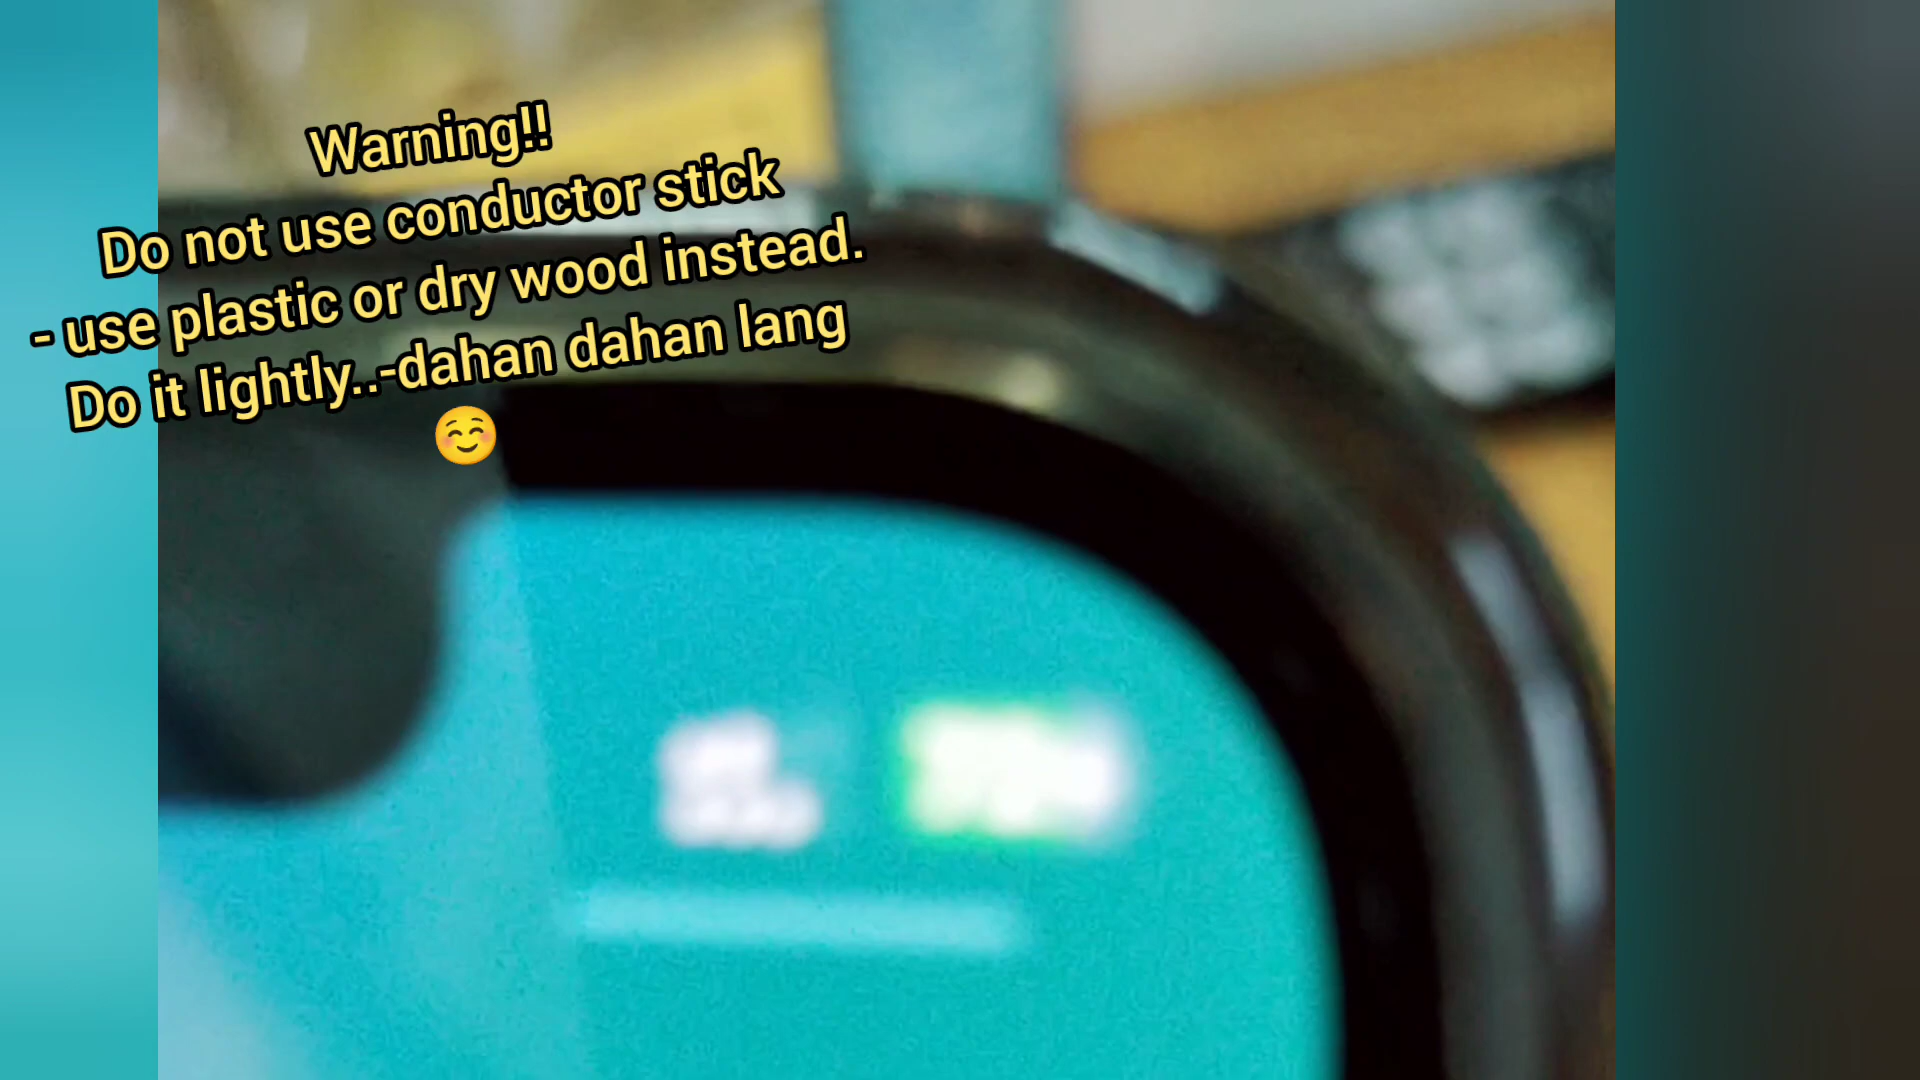 Warning!!
Do not use conductor stick
- use plastic or dry wood instead.
Do it lightly..-dahan dahan lang
☺️